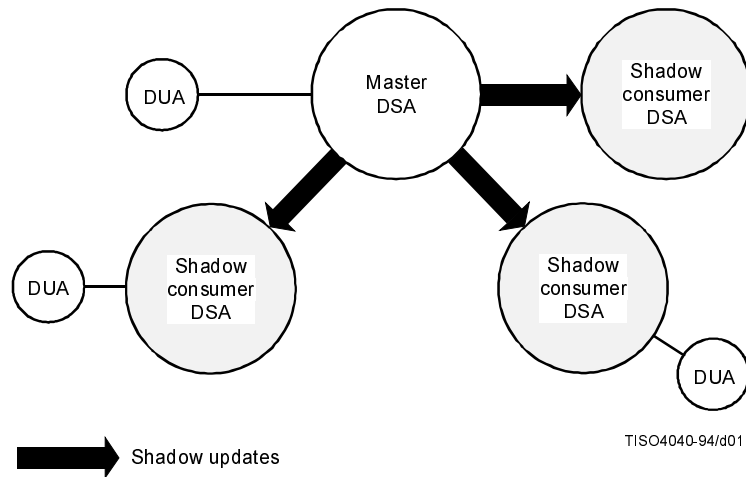 DUA
Master
DSA
Shadow
consumer
DSA
DUA
Shadow
consumer
DSA
Shadow
consumer
DSA
DUA
TISO4040-94/d01
Shadow updates